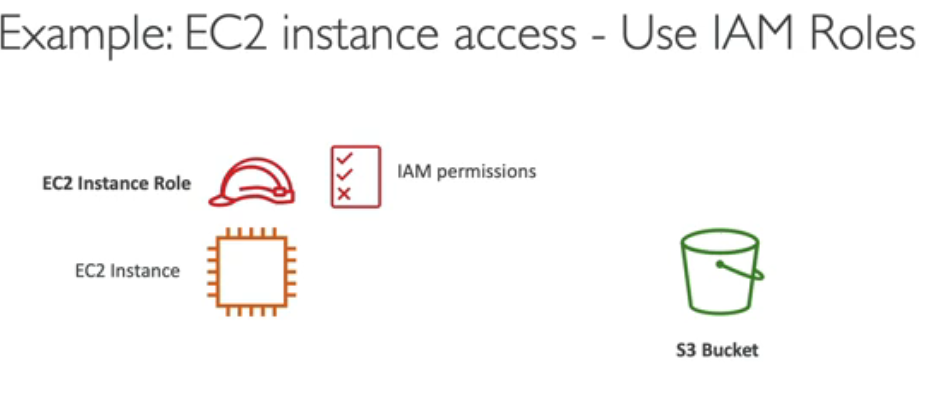 Example: EC2 instance access - Use IAM Roles
IAM permissions
EC2 Instance Role
EC2 Instance
S3 Bucket